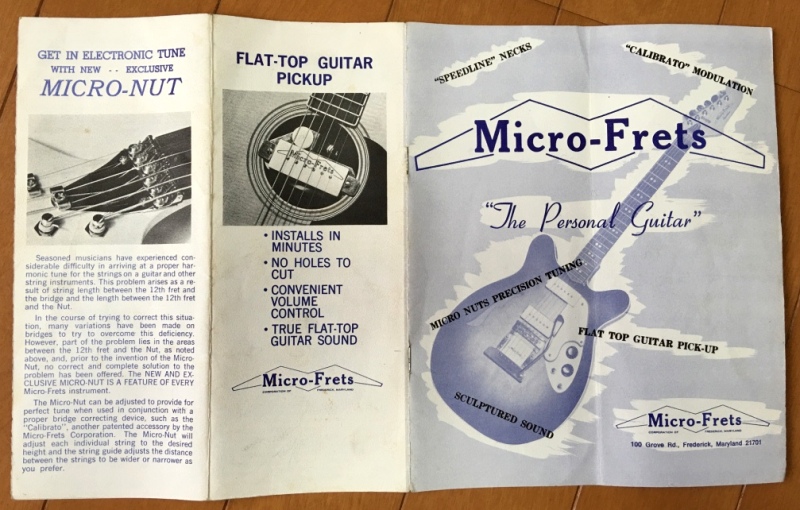 GET IN ELECTRONIC TUNE
WITH NEW .. EXCLUSIVE
MICRO-NUT
Seasoned musicians have experienced con-
siderable difficulty in arriving at a proper har-
monic tune for the strings on a guitar and other
string instruments. This problem arises as a re-
sult of string length between the 12th fret and
the bridge and the length between the 12th fret
and the Nut.
In the course of trying to correct this situa-
tion, many variations have been made on
bridges to try to overcome this deficiency.
However, part of the problem lies in the areas
between the 12th fret and the Nut, as noted
above, and, prior to the invention of the Micro-
Nut, no correct and complete solution to the
problem has been offered. The NEW AND EX-
CLUSIVE MICRO-NUT IS A FEATURE OF EVERY
Micro-Frets instrument.
The Micro-Nut can be adjusted to provide for
perfect tune when used in conjunction with a
proper bridge correcting device, such as the
"Calibrato", another patented accessory by the
Micro-Frets Corporation. The Micro-Nut will
adjust each individual string to the desired
height and the string guide adjusts the distance
between the strings to be wider or narrower as
you prefer.
FLAT-TOP GUITAR
PICKUP
Micro-Frets
• INSTALLS IN
MINUTES
• NO HOLES TO
CUT
• CONVENIENT
VOLUME
CONTROL
• TRUE FLAT-TOP
GUITAR SOUND
Micro-Frets
CORPORATION OF FREDERICK, MARYLAND
"SPEEDLINE" NECKS
"CALIBRATO" MODULATION
Micro-Frets
"The Personal Guitar"
MICRO NUTS PRECISION TUNING
FLAT TOP GUITAR PICK-UP
SCULPTURED SOUND
Micro-Frets
CORPORATION OF FREDERICK, MARYLAND
100 Grove Rd., Frederick, Maryland 21701